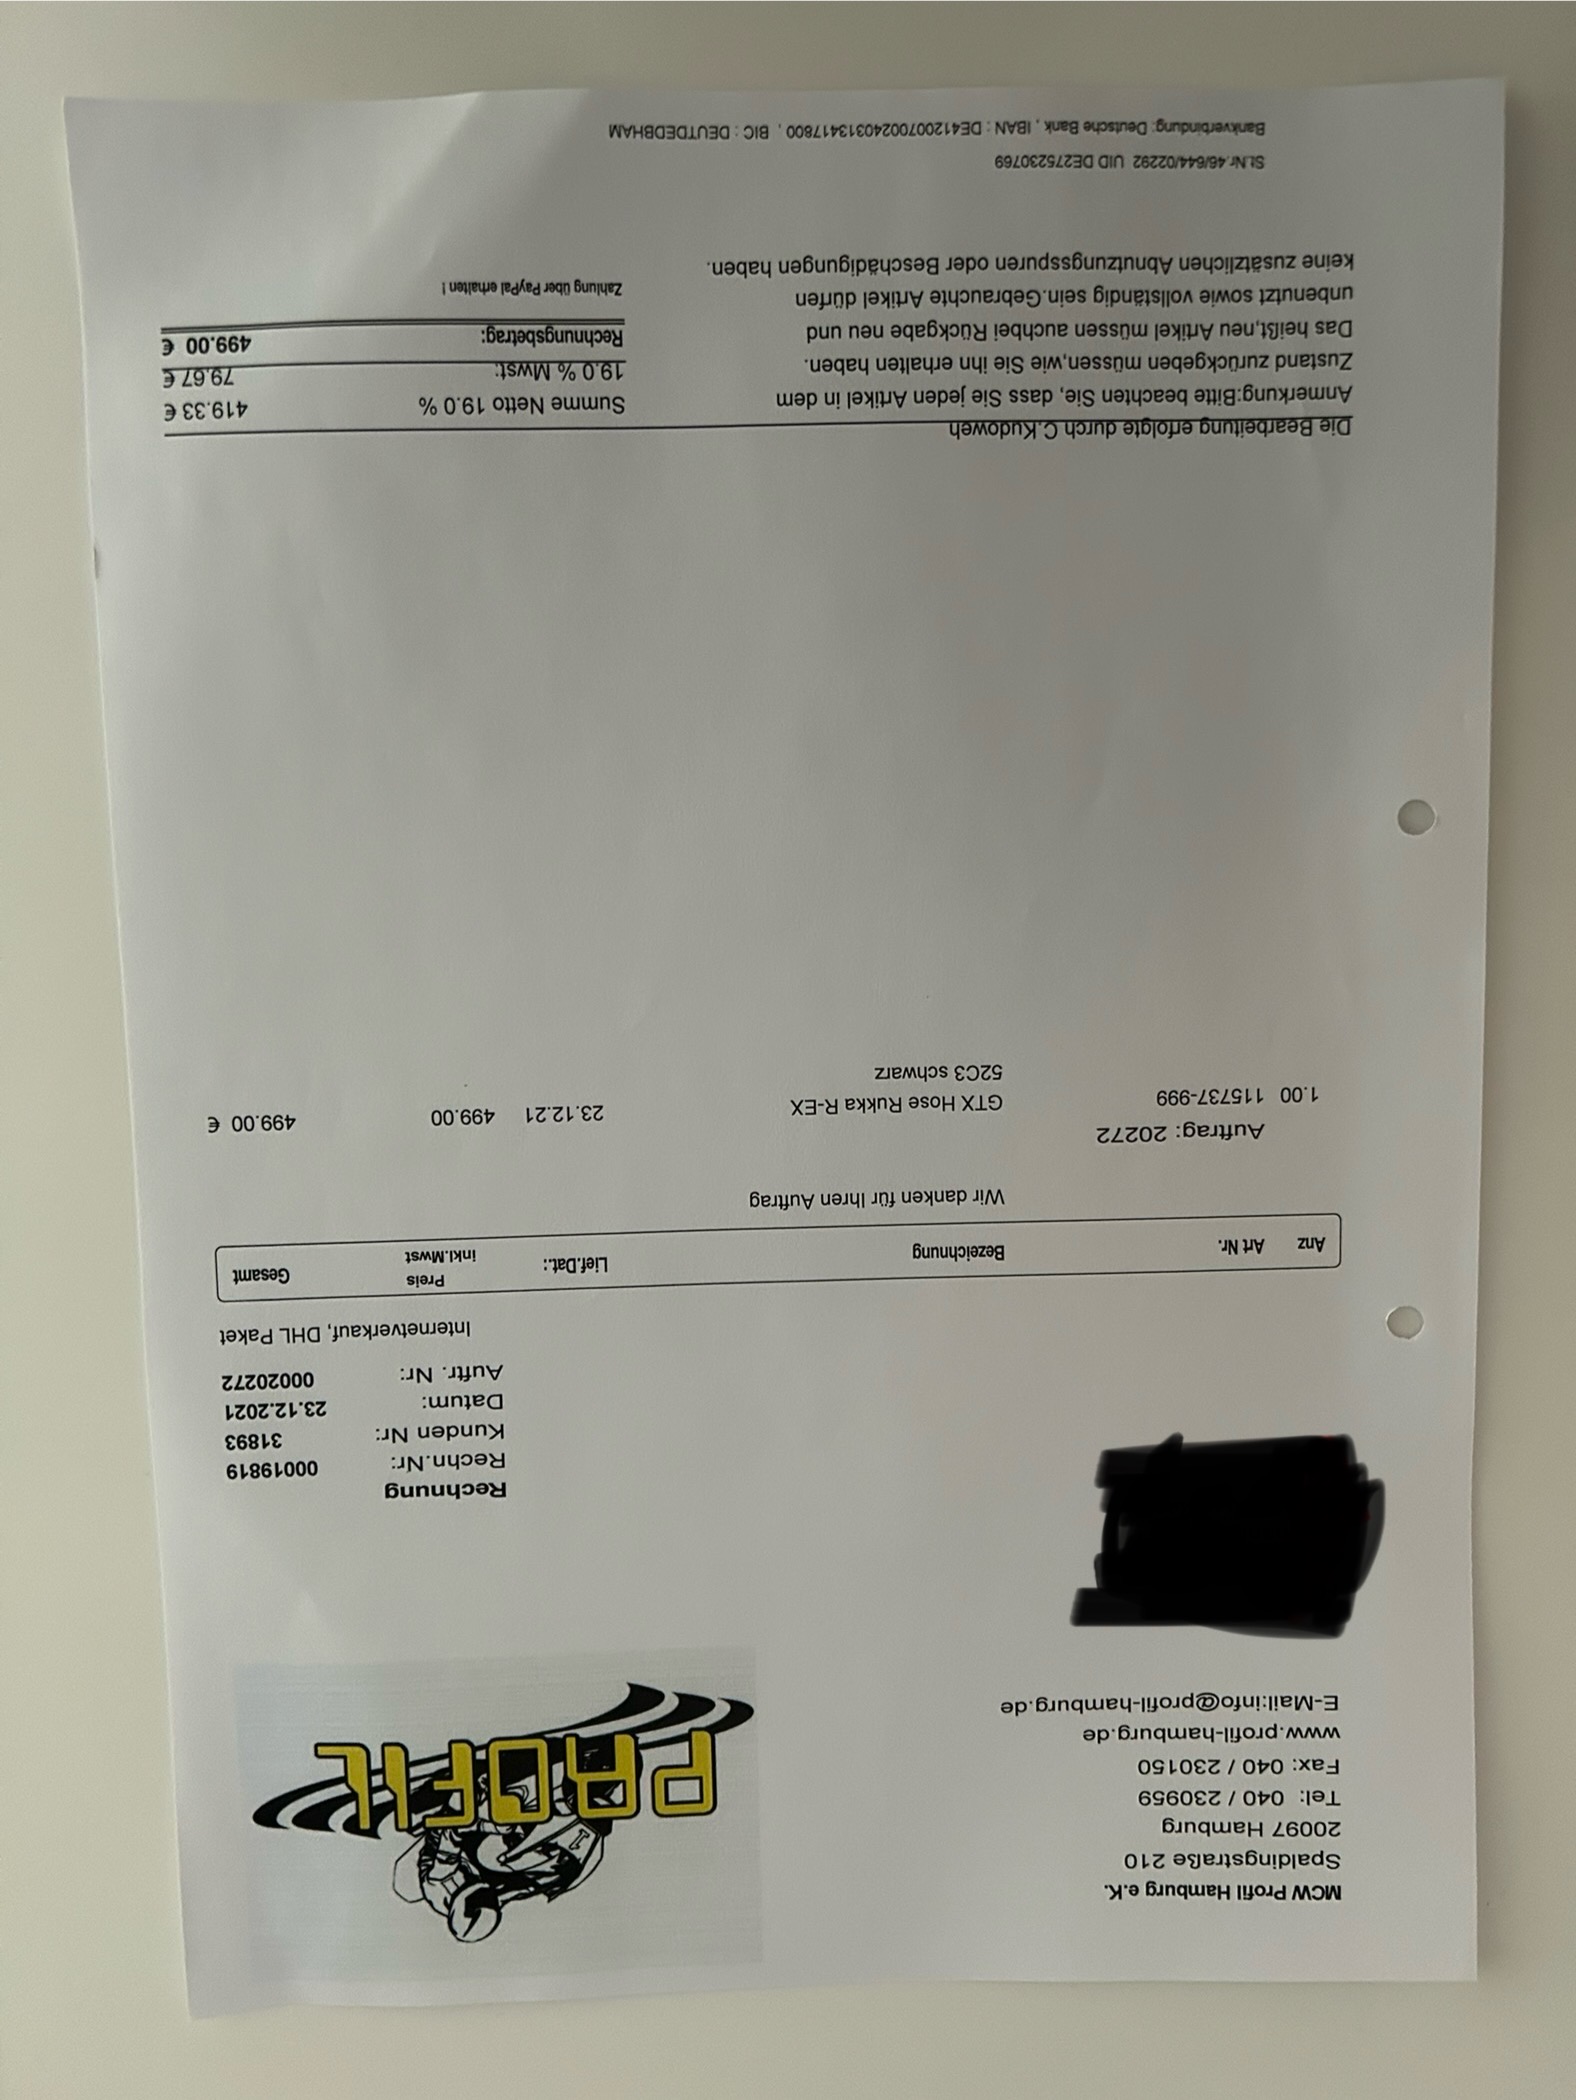 MCW Profil Hamburg e.K.
Spaldingstraße 210
20097 Hamburg
Tel: 040 / 230959
Fax: 040 / 230150
www.profil-hamburg.de
E-Mail:info@profil-hamburg.de
1
PROFIL
Rechnung
Rechn.Nr.: 00019819
Kunden Nr: 31893
Datum: 23.12.2021
Auftr. Nr: 00020272
Internetverkauf, DHL Paket
Anz Art Nr. Bezeichnung Lief.Dat.: Preis inkl.Mwst Gesamt
Wir danken für Ihren Auftrag
Auftrag: 20272
1.00 115737-999 GTX Hose Rukka R-EX 23.12.21 499.00 499.00 €
52C3 schwarz
Die Bearbeitung erfolgte durch C.Kudoweh
Anmerkung:Bitte beachten Sie, dass Sie jeden Artikel in dem
Zustand zurückgeben müssen,wie Sie ihn erhalten haben.
Das heißt,neu Artikel müssen auchbei Rückgabe neu und
unbenutzt sowie vollständig sein.Gebrauchte Artikel dürfen
keine zusätzlichen Abnutzungsspuren oder Beschädigungen haben.
Summe Netto 19.0 % 419.33 €
19.0 % Mwst: 79.67 €
Rechnungsbetrag: 499.00 €
Zahlung über PayPal erhalten !
St.Nr.46/644/02292 UID DE275230769
Bankverbindung: Deutsche Bank , IBAN : DE41200700240313417800 , BIC : DEUTDEDBHAM